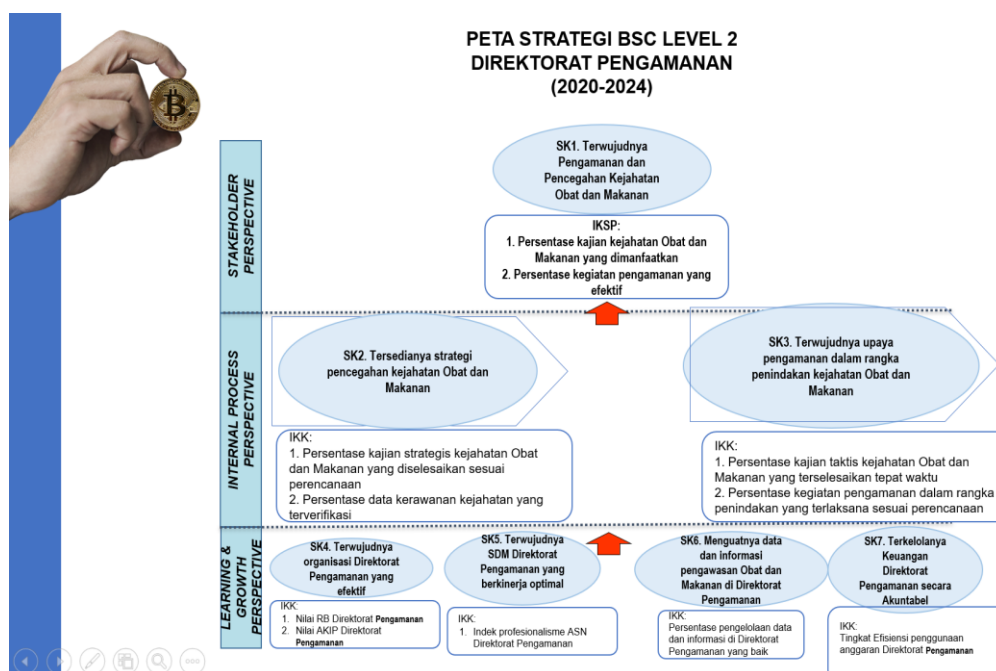 PETA STRATEGI BSC LEVEL 2
DIREKTORAT PENGAMANAN
(2020-2024)
STAKEHOLDER
PERSPECTIVE
SK1. Terwujudnya
Pengamanan dan
Pencegahan Kejahatan
Obat dan Makanan
IKSP:
1. Persentase kajian kejahatan Obat dan
Makanan yang dimanfaatkan
2. Persentase kegiatan pengamanan yang
efektif
INTERNAL PROCESS
PERSPECTIVE
SK2. Tersedianya strategi
pencegahan kejahatan Obat dan
Makanan
IKK:
1. Persentase kajian strategis kejahatan Obat
dan Makanan yang diselesaikan sesuai
perencanaan
2. Persentase data kerawanan kejahatan yang
terverifikasi
SK3. Terwujudnya upaya
pengamanan dalam rangka
penindakan kejahatan Obat dan
Makanan
IKK:
1. Persentase kajian taktis kejahatan Obat dan
Makanan yang terselesaikan tepat waktu
2. Persentase kegiatan pengamanan dalam rangka
penindakan yang terlaksana sesuai perencanaan
LEARNING &
GROWTH
PERSPECTIVE
SK4. Terwujudnya
organisasi Direktorat
Pengamanan yang
efektif
IKK:
1. Nilai RB Direktorat Pengamanan
2. Nilai AKIP Direktorat
Pengamanan
SK5. Terwujudnya
SDM Direktorat
Pengamanan yang
berkinerja optimal
IKK:
1. Indek profesionalisme ASN
Direktorat Pengamanan
SK6. Menguatnya data
dan informasi
pengawasan Obat dan
Makanan di Direktorat
Pengamanan
IKK:
Persentase pengelolaan data
dan informasi di Direktorat
Pengamanan yang baik
SK7. Terkelolanya
Keuangan
Direktorat
Pengamanan secara
Akuntabel
IKK:
Tingkat Efisiensi penggunaan
anggaran Direktorat Pengamanan